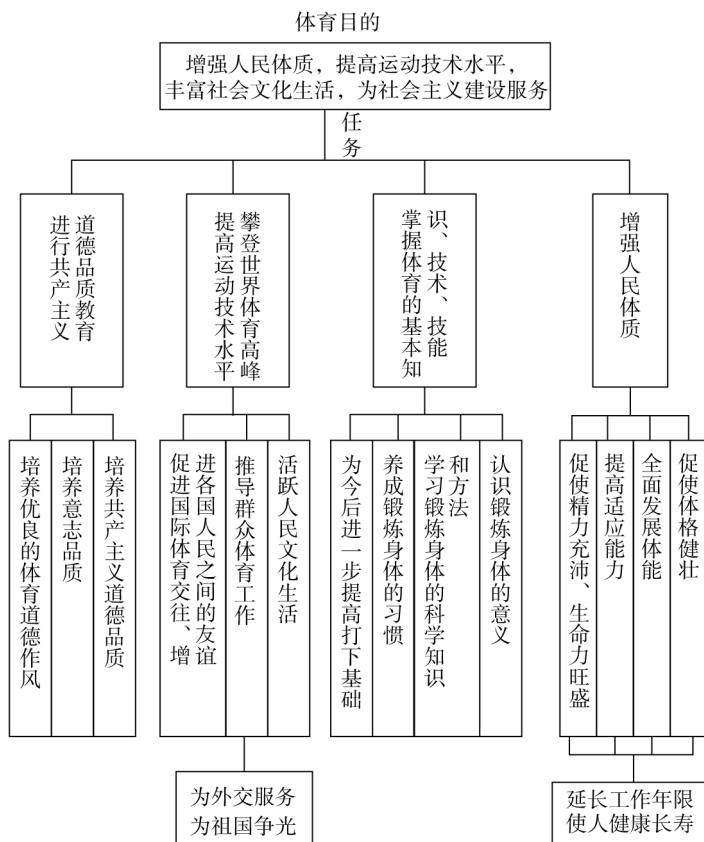 体育目的
增强人民体质，提高运动技术水平，
丰富社会文化生活，为社会主义建设服务
任务
进行共产主义
道德品质教育
提高运动技术水平
攀登世界体育高峰
掌握体育的基本知
识、技术、技能
增强人民体质
培养优良的体育道德作风
培养意志品质
培养共产主义道德品质
促进国际体育交往、增
进各国人民之间的友谊
推导群众体育工作
活跃人民文化生活
为今后进一步提高打下基础
养成锻炼身体的习惯
学习锻炼身体的科学知识
和方法
认识锻炼身体的意义
促使精力充沛、生命力旺盛
提高适应能力
全面发展体能
促使体格健壮
为外交服务
为祖国争光
延长工作年限
使人健康长寿